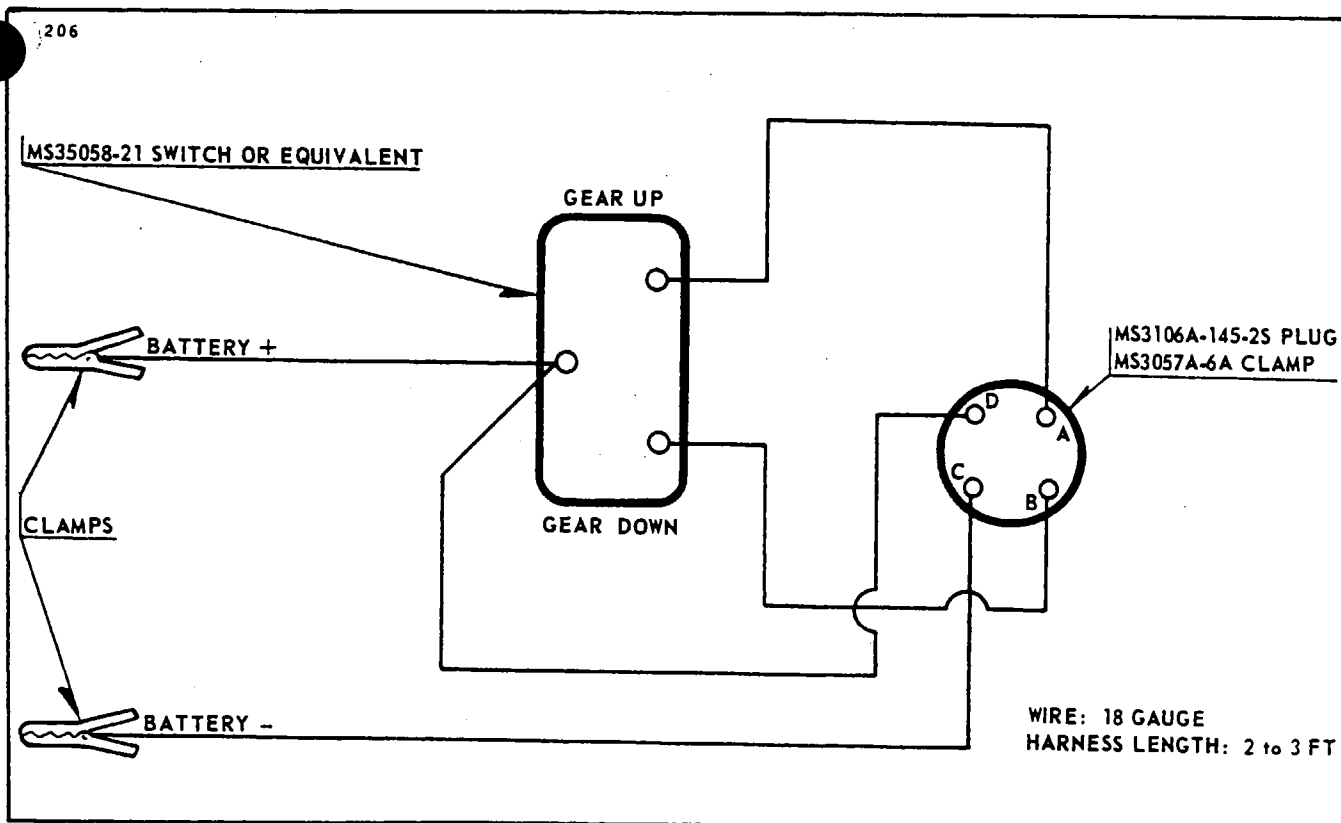 206
MS35058-21 SWITCH OR EQUIVALENT
GEAR UP
BATTERY +
MS3106A-145-2S PLUG
MS3057A-6A CLAMP
D
A
C
B
GEAR DOWN
CLAMPS
BATTERY -
WIRE: 18 GAUGE
HARNESS LENGTH: 2 to 3 FT